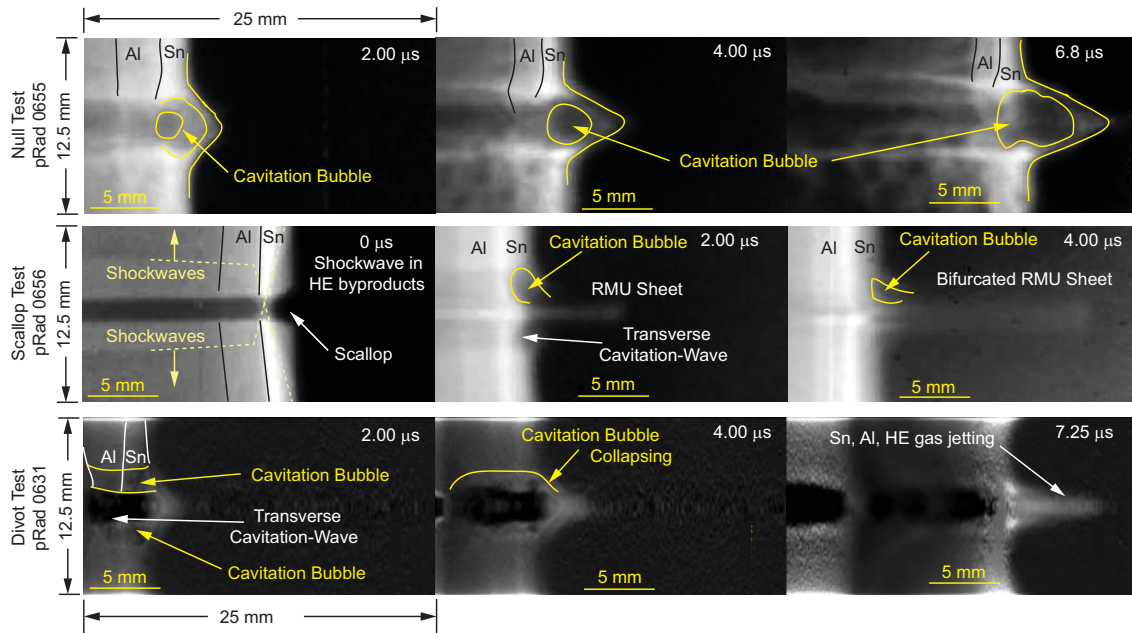 25 mm
Null Test
pRad 0655
12.5 mm
Al
Sn
2.00 µs
Cavitation Bubble
5 mm
Al
Sn
4.00 µs
Cavitation Bubble
5 mm
Al
Sn
6.8 µs
5 mm
Scallop Test
pRad 0656
12.5 mm
Al
Sn
0 µs
Shockwave in
HE byproducts
Shockwaves
Shockwaves
Scallop
5 mm
Al
Sn
Cavitation Bubble
2.00 µs
RMU Sheet
Transverse
Cavitation-Wave
5 mm
Al
Sn
Cavitation Bubble
4.00 µs
Bifurcated RMU Sheet
5 mm
Divot Test
pRad 0631
12.5 mm
Al
Sn
2.00 µs
Cavitation Bubble
Transverse
Cavitation-Wave
Cavitation Bubble
5 mm
Cavitation Bubble
Collapsing
4.00 µs
5 mm
7.25 µs
Sn, Al, HE gas jetting
5 mm
25 mm